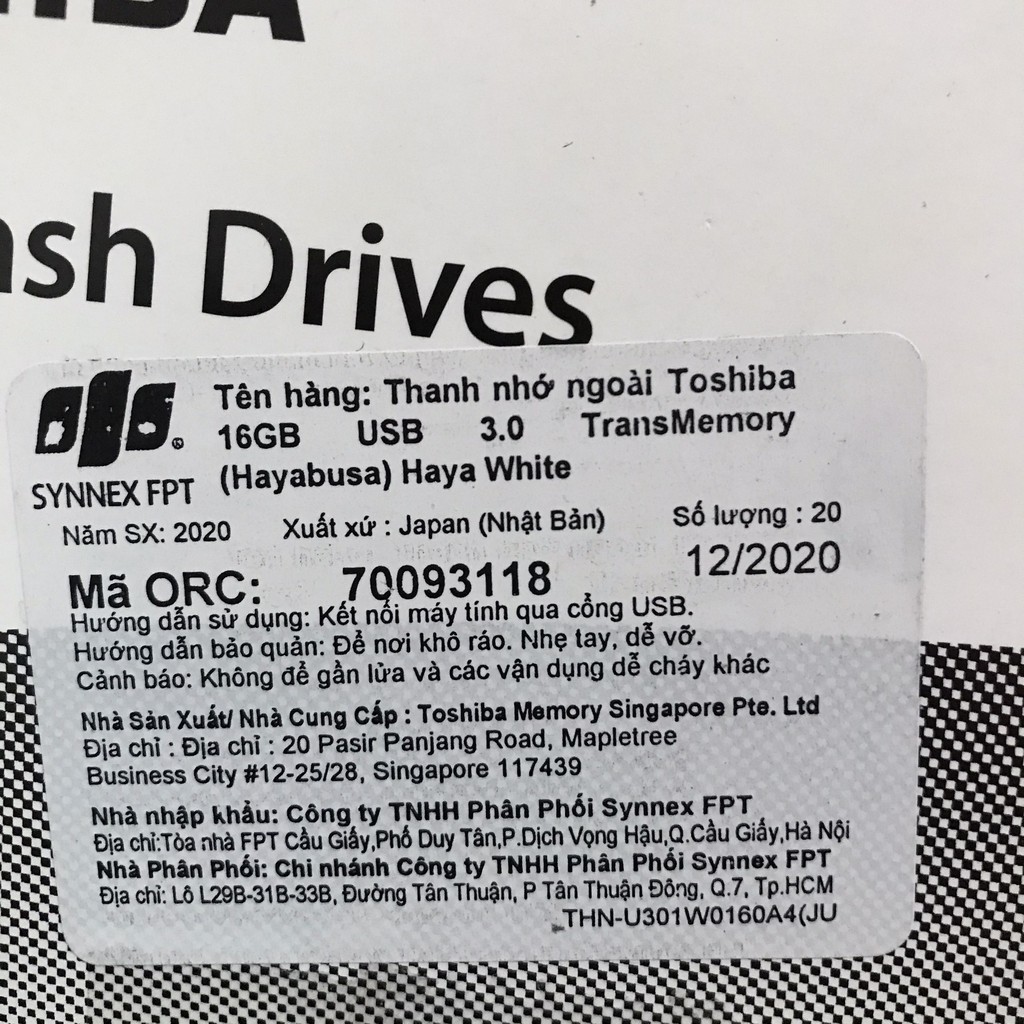 ash Drives
Tên hàng: Thanh nhớ ngoài Toshiba
16GB USB 3.0 TransMemory
(Hayabusa) Haya White
SYNNEX FPT
Năm SX: 2020 Xuất xứ : Japan (Nhật Bản) Số lượng : 20
12/2020
Mã ORC: 70093118
Hướng dẫn sử dụng: Kết nối máy tính qua cổng USB.
Hướng dẫn bảo quản: Để nơi khô ráo. Nhẹ tay, dễ vỡ.
Cảnh báo: Không để gần lửa và các vận dụng dễ cháy khác
Nhà Sản Xuất/ Nhà Cung Cấp : Toshiba Memory Singapore Pte. Ltd
Địa chỉ : Địa chỉ : 20 Pasir Panjang Road, Mapletree
Business City #12-25/28, Singapore 117439
Nhà nhập khẩu: Công ty TNHH Phân Phối Synnex FPT
Địa chỉ:Tòa nhà FPT Cầu Giấy,Phố Duy Tân,P.Dịch Vọng Hậu,Q.Cầu Giấy,Hà Nội
Nhà Phân Phối: Chi nhánh Công ty TNHH Phân Phối Synnex FPT
Địa chỉ: Lô L29B-31B-33B, Đường Tân Thuận, P Tân Thuận Đông, Q.7, Tp.HCM
THN-U301W0160A4(JU